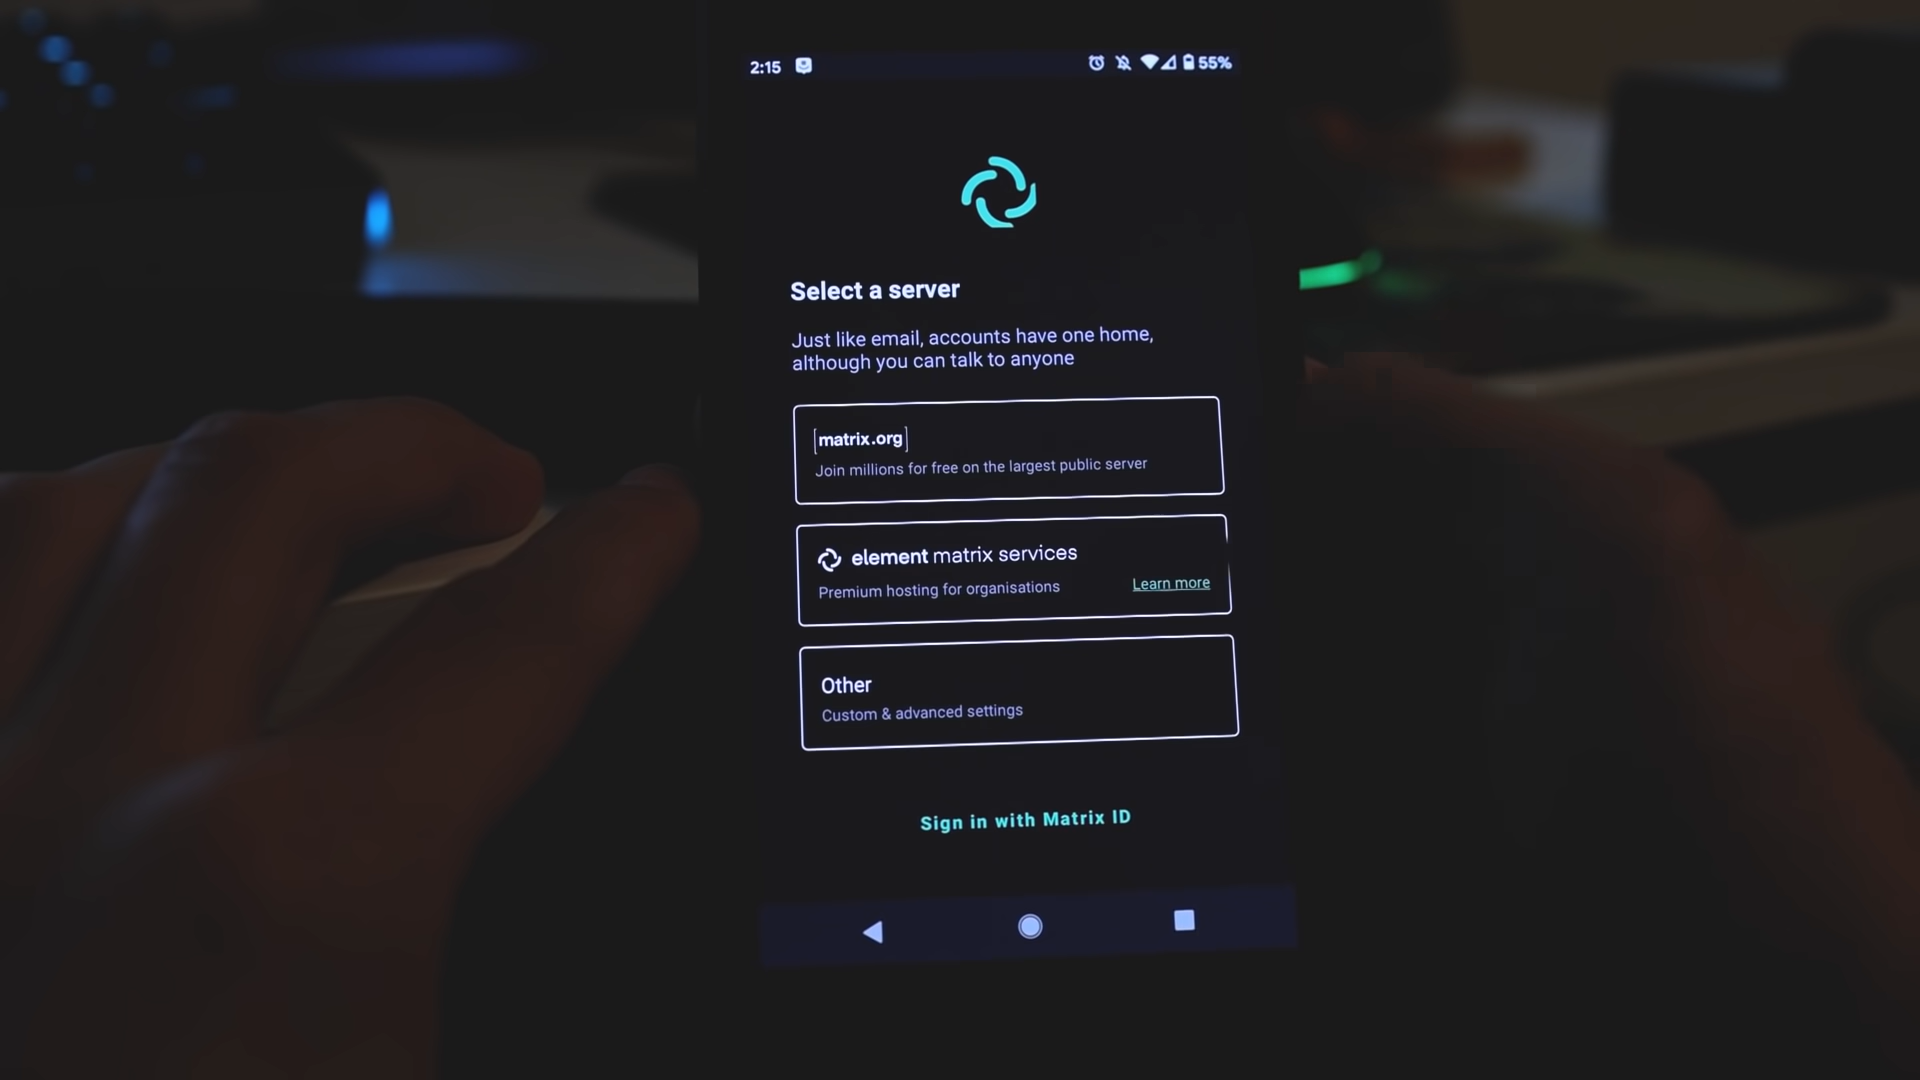 2:15
55%
Select a server
Just like email, accounts have one home,
although you can talk to anyone
[matrix.org]
Join millions for free on the largest public server
element matrix services
Premium hosting for organisations
Learn more
Other
Custom & advanced settings
Sign in with Matrix ID